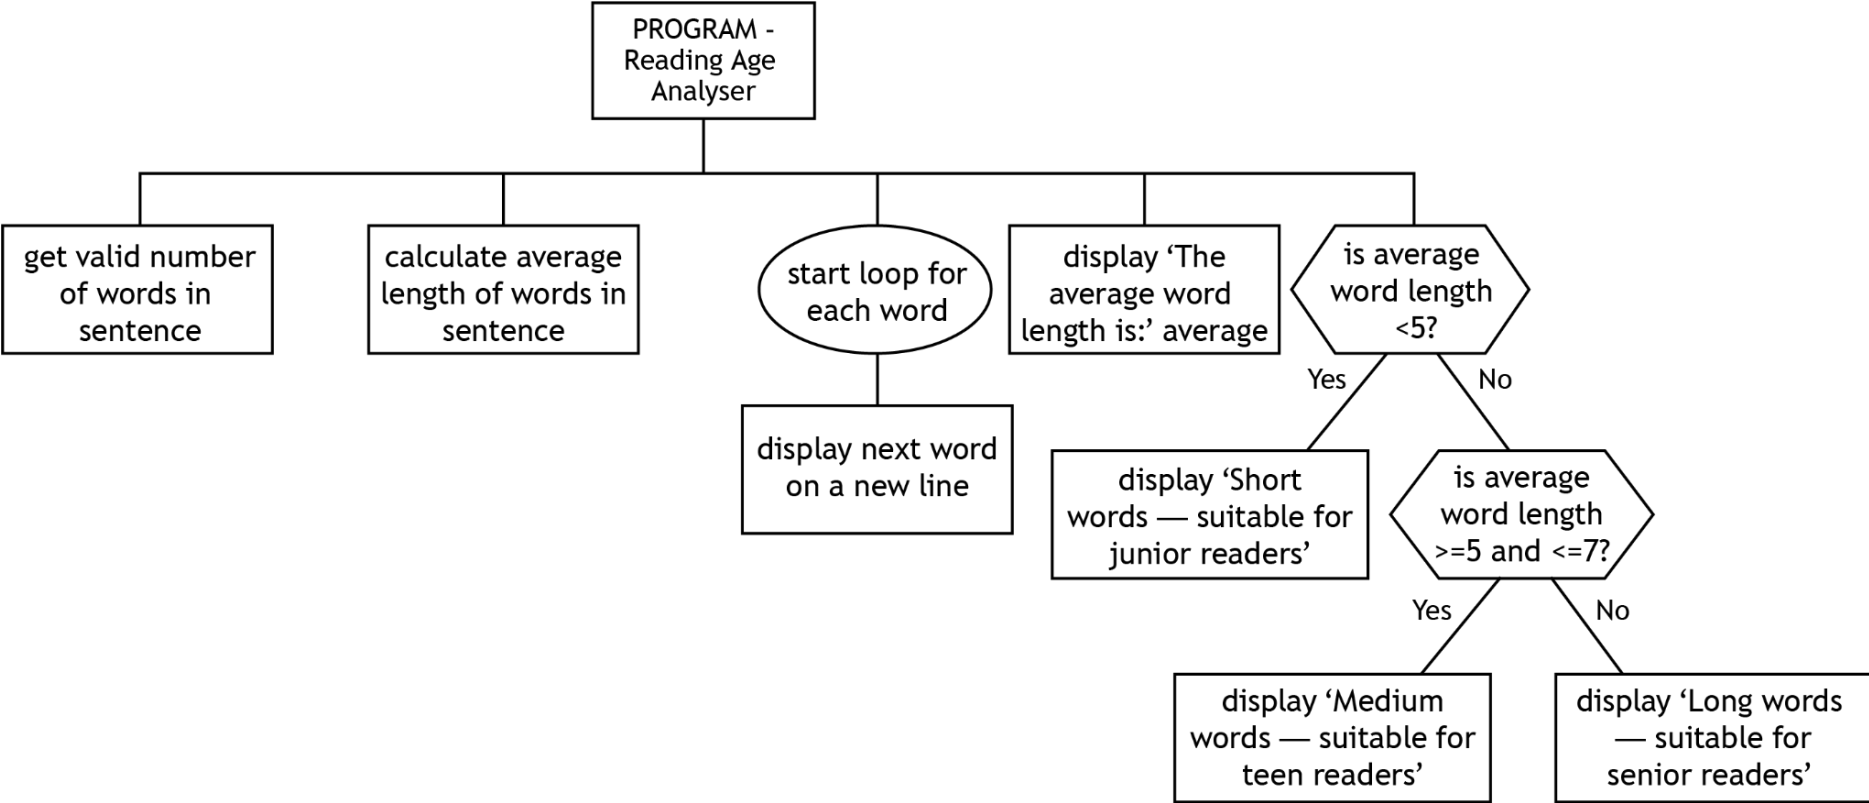 PROGRAM -
Reading Age
Analyser
get valid number
of words in
sentence
calculate average
length of words in
sentence
start loop for
each word
display next word
on a new line
display ‘The
average word
length is:’ average
is average
word length
<5?
Yes
No
display ‘Short
words — suitable for
junior readers’
is average
word length
>=5 and <=7?
Yes
No
display ‘Medium
words — suitable for
teen readers’
display ‘Long words
— suitable for
senior readers’